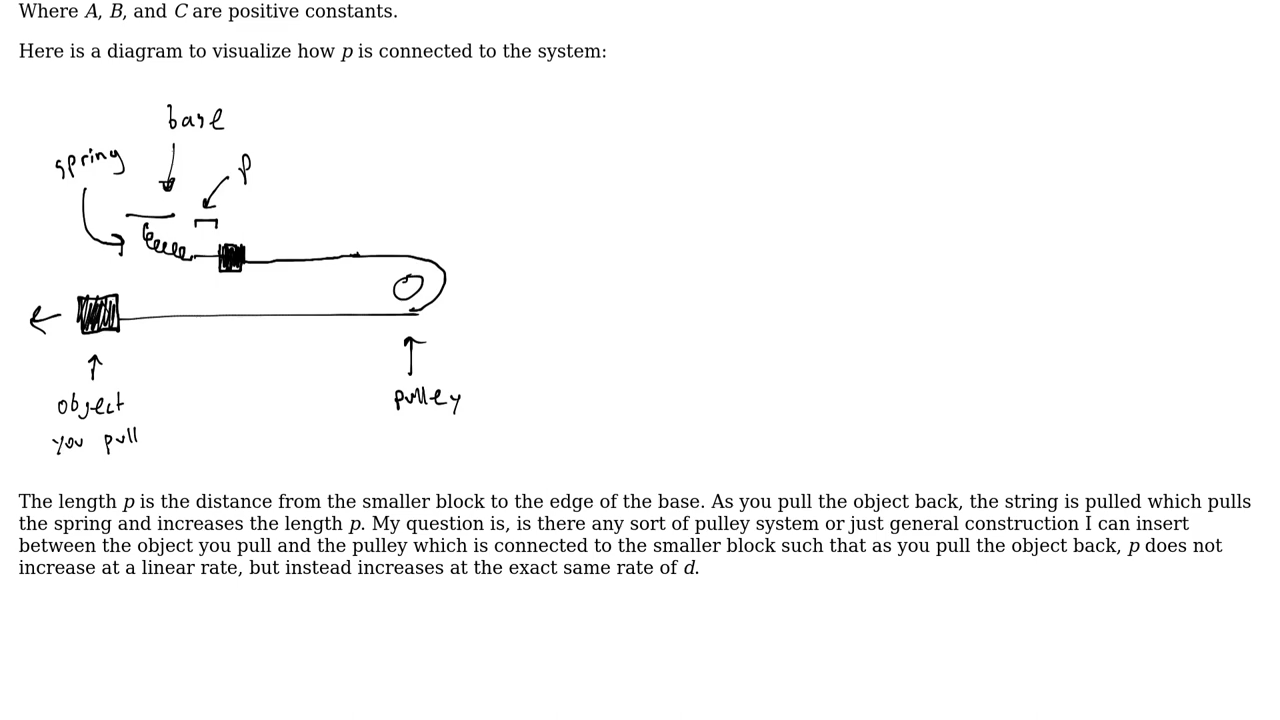 Where A, B, and C are positive constants.
Here is a diagram to visualize how p is connected to the system:
base
spring
p
object
you pull
pulley
The length p is the distance from the smaller block to the edge of the base. As you pull the object back, the string is pulled which pulls
the spring and increases the length p. My question is, is there any sort of pulley system or just general construction I can insert
between the object you pull and the pulley which is connected to the smaller block such that as you pull the object back, p does not
increase at a linear rate, but instead increases at the exact same rate of d.